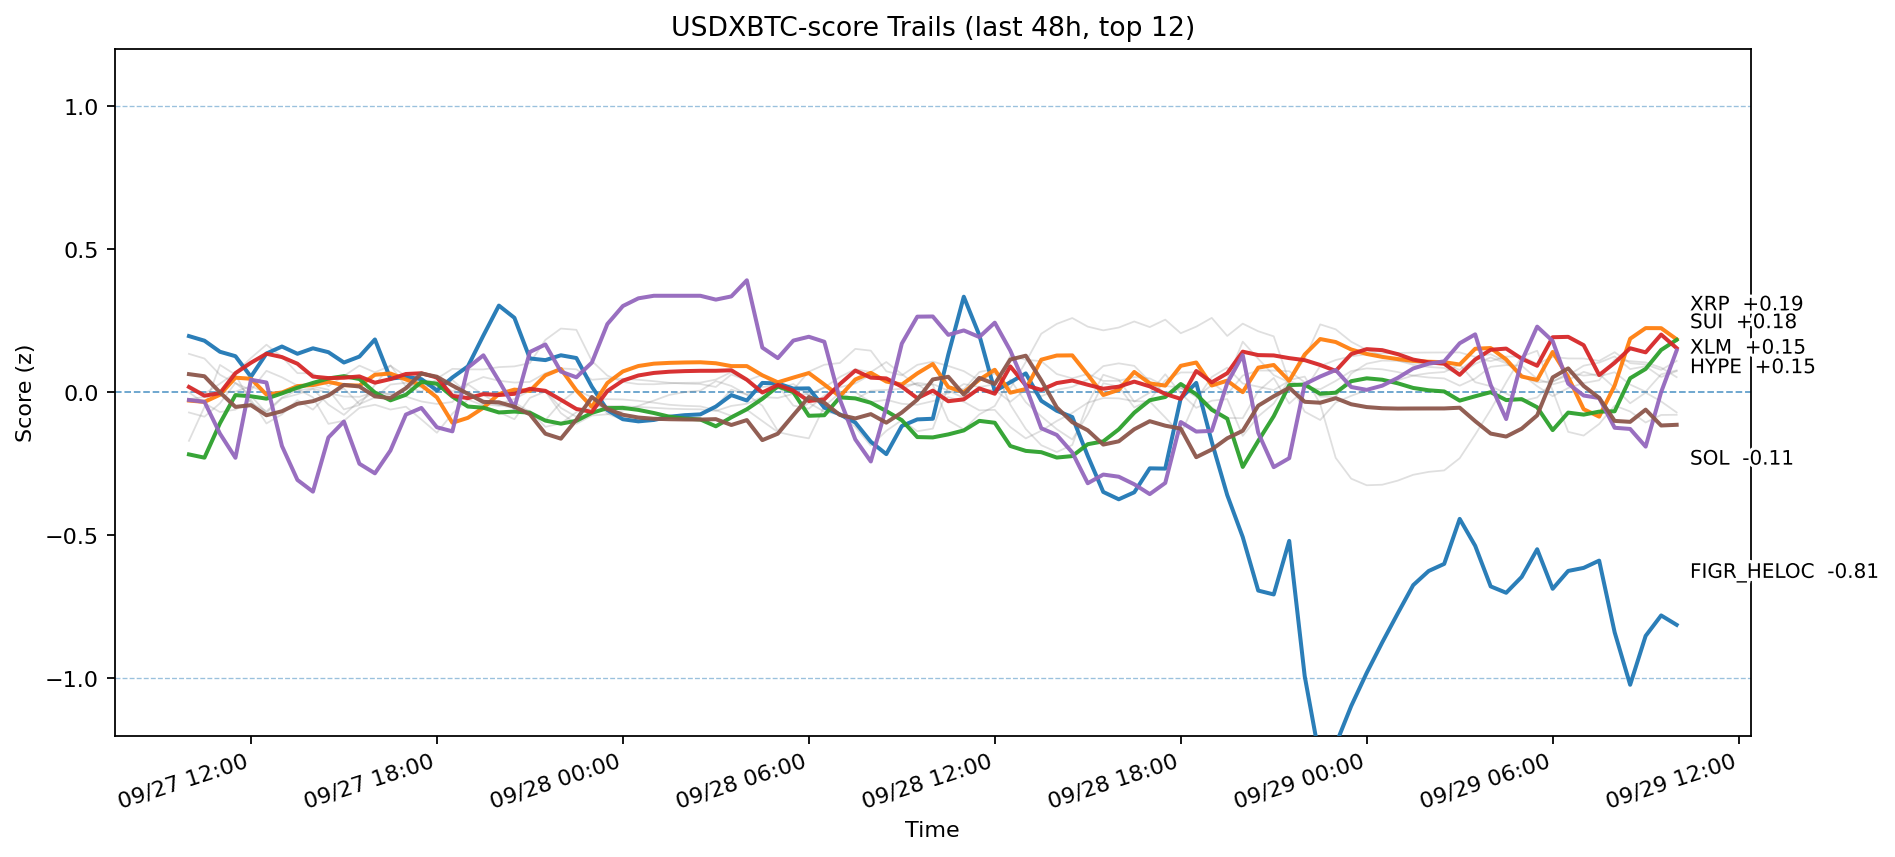 USDXBTC-score Trails (last 48h, top 12)
Score (z)
1.0
0.5
0.0
−0.5
−1.0
XRP +0.19
SUI +0.18
XLM +0.15
HYPE +0.15
SOL -0.11
FIGR_HELOC -0.81
09/27 12:00
09/27 18:00
09/28 00:00
09/28 06:00
09/28 12:00
09/28 18:00
09/29 00:00
09/29 06:00
09/29 12:00
Time